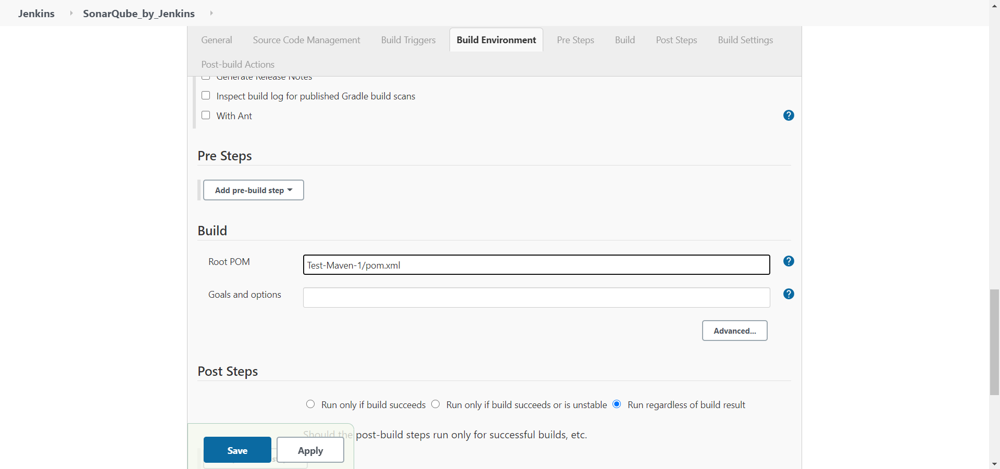 Jenkins SonarQube_by_Jenkins
General Source Code Management Build Triggers Build Environment Pre Steps Build Post Steps Build Settings
Post-build Actions
Generate Release Notes
Inspect build log for published Gradle build scans
With Ant
?
Pre Steps
Add pre-build step
Build
Root POM Test-Maven-1/pom.xml ?
Goals and options ?
Advanced...
Post Steps
Run only if build succeeds Run only if build succeeds or is unstable Run regardless of build result
Should the post-build steps run only for successful builds, etc.
Save Apply